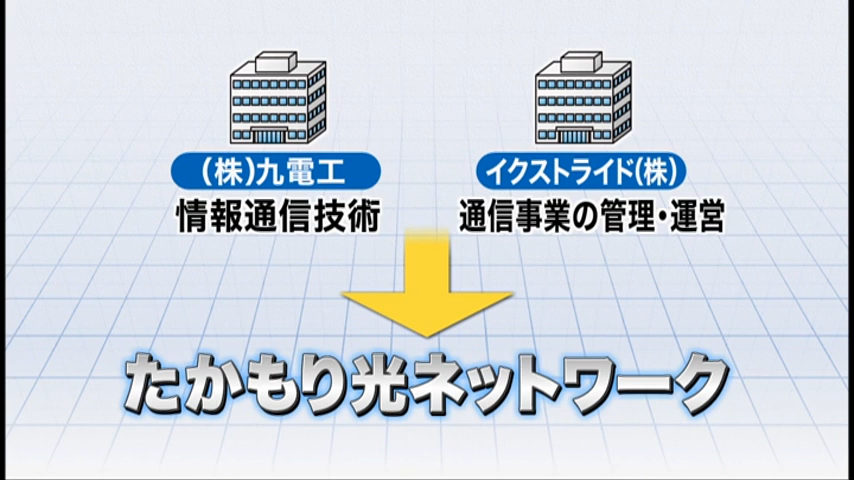 (株)九電工
イクストライド(株)
情報通信技術
通信事業の管理・運営
たかもり光ネットワーク